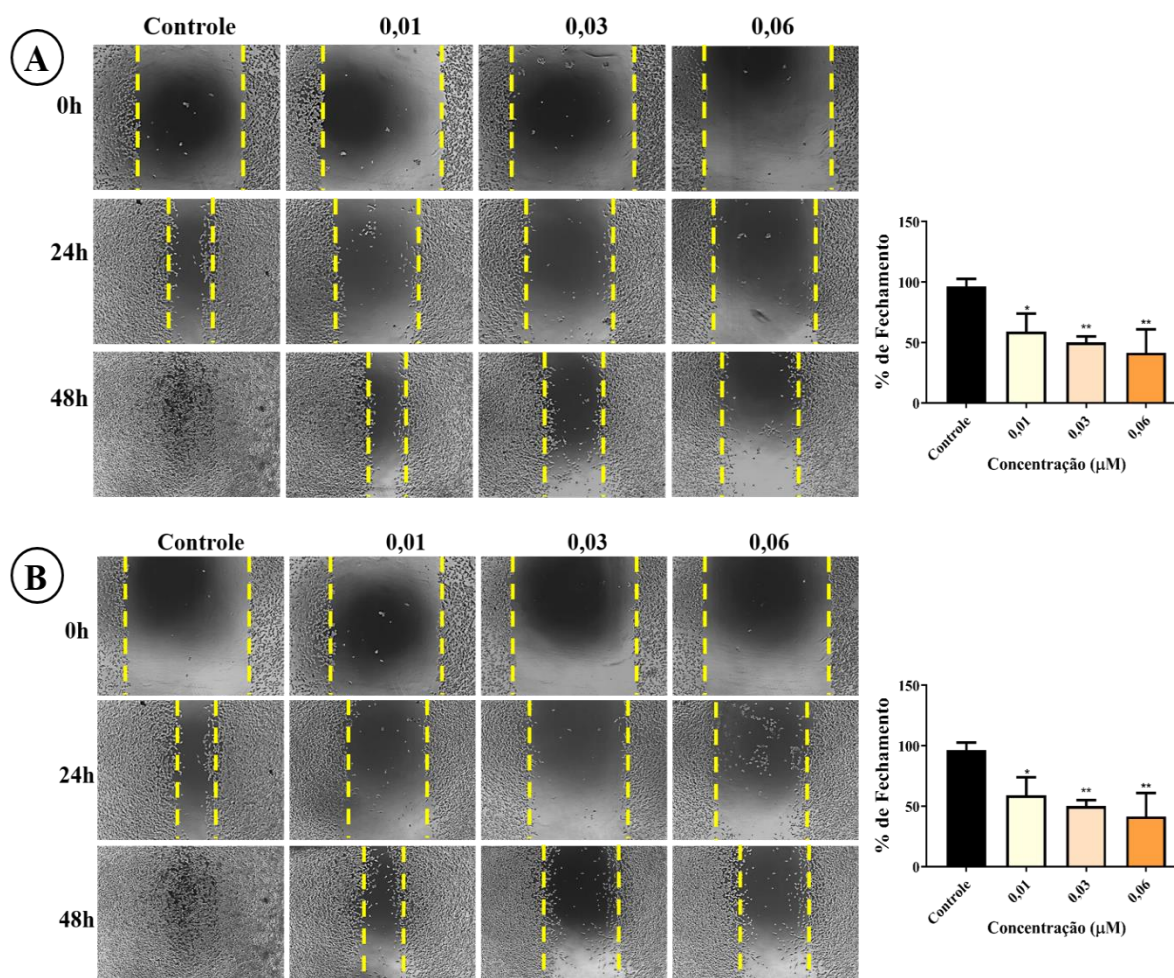 A
Controle 0,01 0,03 0,06
0h
24h
48h
% de Fechamento
150
100
50
0
* ** **
Controle 0,01 0,03 0,06
Concentração (µM)
B
Controle 0,01 0,03 0,06
0h
24h
48h
% de Fechamento
150
100
50
0
* ** **
Controle 0,01 0,03 0,06
Concentração (µM)